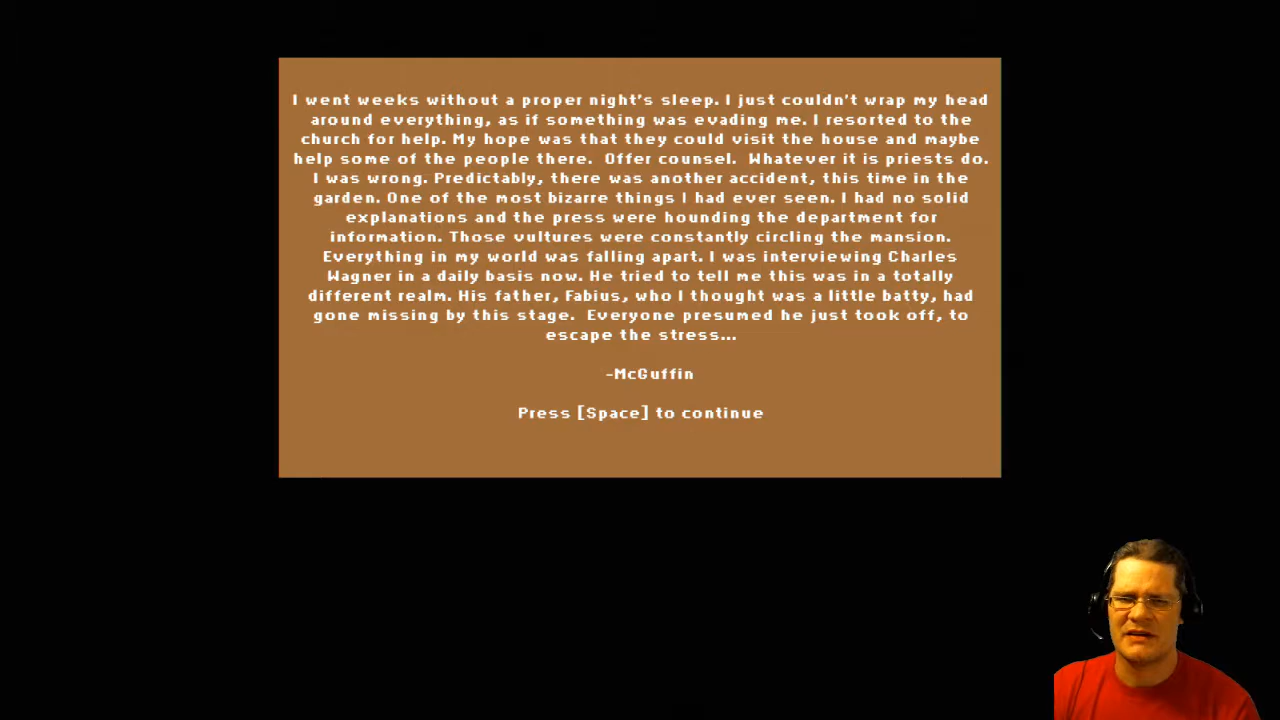 I went weeks without a proper night's sleep. I just couldn't wrap my head
around everything, as if something was evading me. I resorted to the
church for help. My hope was that they could visit the house and maybe
help some of the people there.  Offer counsel.  Whatever it is priests do.
I was wrong. Predictably, there was another accident, this time in the
garden. One of the most bizarre things I had ever seen. I had no solid
explanations and the press were hounding the department for
information. Those vultures were constantly circling the mansion.
Everything in my world was falling apart. I was interviewing Charles
Wagner in a daily basis now. He tried to tell me this was in a totally
different realm. His father, Fabius, who I thought was a little batty, had
gone missing by this stage.  Everyone presumed he just took off, to
escape the stress...
-McGuffin
Press [Space] to continue